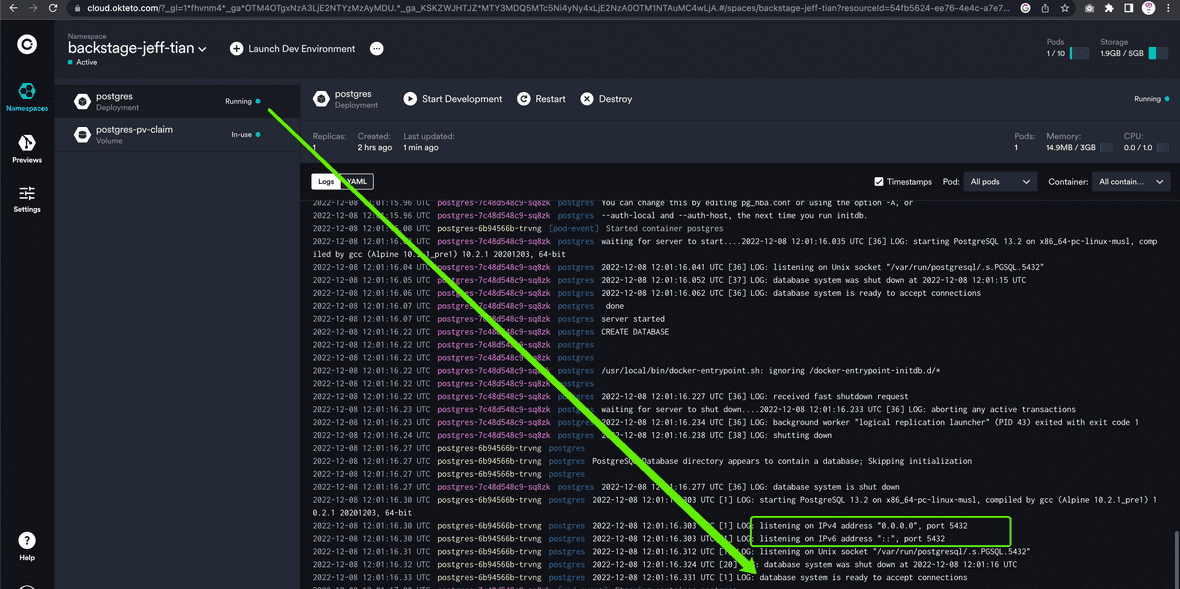 cloud.okteto.com/?_gl=1*fhvnm4*_ga*OTM4OTgxNzA3LjE2NTYzMzAyMDU.*_ga_KSKZWJHTJZ*MTY3MDQ5MTc5Ni4yNy4xLjE2NzA0OTM1NTAuMC4wLjA.#/spaces/backstage-jeff-tian?resourceId=54fb5624-ee76-4e4c-a7e7...
Namespace
backstage-jeff-tian
Active
Launch Dev Environment
Pods
1 / 10
Storage
1.9GB / 5GB
Namespaces
Previews
Settings
Help
postgres
Deployment
Running
postgres-pv-claim
Volume
In-use
postgres
Deployment
Start Development
Restart
Destroy
Running
Replicas:
1
Created:
2 hrs ago
Last updated:
1 min ago
Pods:
1
Memory:
14.9MB / 3GB
CPU:
0.0 / 1.0
Logs
YAML
Timestamps
Pod:
All pods
Container:
All contain...
2022-12-08 12:01:15.96 UTC postgres-7c48d548c9-sq8zk postgres You can change this by editing pg_hba.conf or using the option -A, or
2022-12-08 12:01:15.96 UTC postgres-7c48d548c9-sq8zk postgres --auth-local and --auth-host, the next time you run initdb.
2022-12-08 12:01:16.00 UTC postgres-6b94566b-trvng [pod-event] Started container postgres
2022-12-08 12:01:16.03 UTC postgres-7c48d548c9-sq8zk postgres waiting for server to start....2022-12-08 12:01:16.035 UTC [36] LOG: starting PostgreSQL 13.2 on x86_64-pc-linux-musl, comp
iled by gcc (Alpine 10.2.1_pre1) 10.2.1 20201203, 64-bit
2022-12-08 12:01:16.04 UTC postgres-7c48d548c9-sq8zk postgres 2022-12-08 12:01:16.041 UTC [36] LOG: listening on Unix socket "/var/run/postgresql/.s.PGSQL.5432"
2022-12-08 12:01:16.05 UTC postgres-7c48d548c9-sq8zk postgres 2022-12-08 12:01:16.052 UTC [37] LOG: database system was shut down at 2022-12-08 12:01:15 UTC
2022-12-08 12:01:16.06 UTC postgres-7c48d548c9-sq8zk postgres 2022-12-08 12:01:16.062 UTC [36] LOG: database system is ready to accept connections
2022-12-08 12:01:16.07 UTC postgres-7c48d548c9-sq8zk postgres done
2022-12-08 12:01:16.07 UTC postgres-7c48d548c9-sq8zk postgres server started
2022-12-08 12:01:16.22 UTC postgres-7c48d548c9-sq8zk postgres CREATE DATABASE
2022-12-08 12:01:16.22 UTC postgres-7c48d548c9-sq8zk postgres
2022-12-08 12:01:16.22 UTC postgres-7c48d548c9-sq8zk postgres
2022-12-08 12:01:16.22 UTC postgres-7c48d548c9-sq8zk postgres /usr/local/bin/docker-entrypoint.sh: ignoring /docker-entrypoint-initdb.d/*
2022-12-08 12:01:16.22 UTC postgres-7c48d548c9-sq8zk postgres
2022-12-08 12:01:16.22 UTC postgres-7c48d548c9-sq8zk postgres 2022-12-08 12:01:16.227 UTC [36] LOG: received fast shutdown request
2022-12-08 12:01:16.23 UTC postgres-7c48d548c9-sq8zk postgres waiting for server to shut down....2022-12-08 12:01:16.233 UTC [36] LOG: aborting any active transactions
2022-12-08 12:01:16.23 UTC postgres-7c48d548c9-sq8zk postgres 2022-12-08 12:01:16.234 UTC [36] LOG: background worker "logical replication launcher" (PID 43) exited with exit code 1
2022-12-08 12:01:16.24 UTC postgres-7c48d548c9-sq8zk postgres 2022-12-08 12:01:16.238 UTC [38] LOG: shutting down
2022-12-08 12:01:16.27 UTC postgres-6b94566b-trvng postgres
2022-12-08 12:01:16.27 UTC postgres-6b94566b-trvng postgres PostgreSQL Database directory appears to contain a database; Skipping initialization
2022-12-08 12:01:16.27 UTC postgres-6b94566b-trvng postgres
2022-12-08 12:01:16.27 UTC postgres-7c48d548c9-sq8zk postgres 2022-12-08 12:01:16.277 UTC [36] LOG: database system is shut down
2022-12-08 12:01:16.30 UTC postgres-6b94566b-trvng postgres 2022-12-08 12:01:16.303 UTC [1] LOG: starting PostgreSQL 13.2 on x86_64-pc-linux-musl, compiled by gcc (Alpine 10.2.1_pre1) 1
0.2.1 20201203, 64-bit
2022-12-08 12:01:16.30 UTC postgres-6b94566b-trvng postgres 2022-12-08 12:01:16.303 UTC [1] LOG: listening on IPv4 address "0.0.0.0", port 5432
2022-12-08 12:01:16.30 UTC postgres-6b94566b-trvng postgres 2022-12-08 12:01:16.303 UTC [1] LOG: listening on IPv6 address "::", port 5432
2022-12-08 12:01:16.31 UTC postgres-6b94566b-trvng postgres 2022-12-08 12:01:16.312 UTC [1] LOG: listening on Unix socket "/var/run/postgresql/.s.PGSQL.5432"
2022-12-08 12:01:16.32 UTC postgres-6b94566b-trvng postgres 2022-12-08 12:01:16.324 UTC [20] LOG: database system was shut down at 2022-12-08 12:01:16 UTC
2022-12-08 12:01:16.33 UTC postgres-6b94566b-trvng postgres 2022-12-08 12:01:16.331 UTC [1] LOG: database system is ready to accept connections